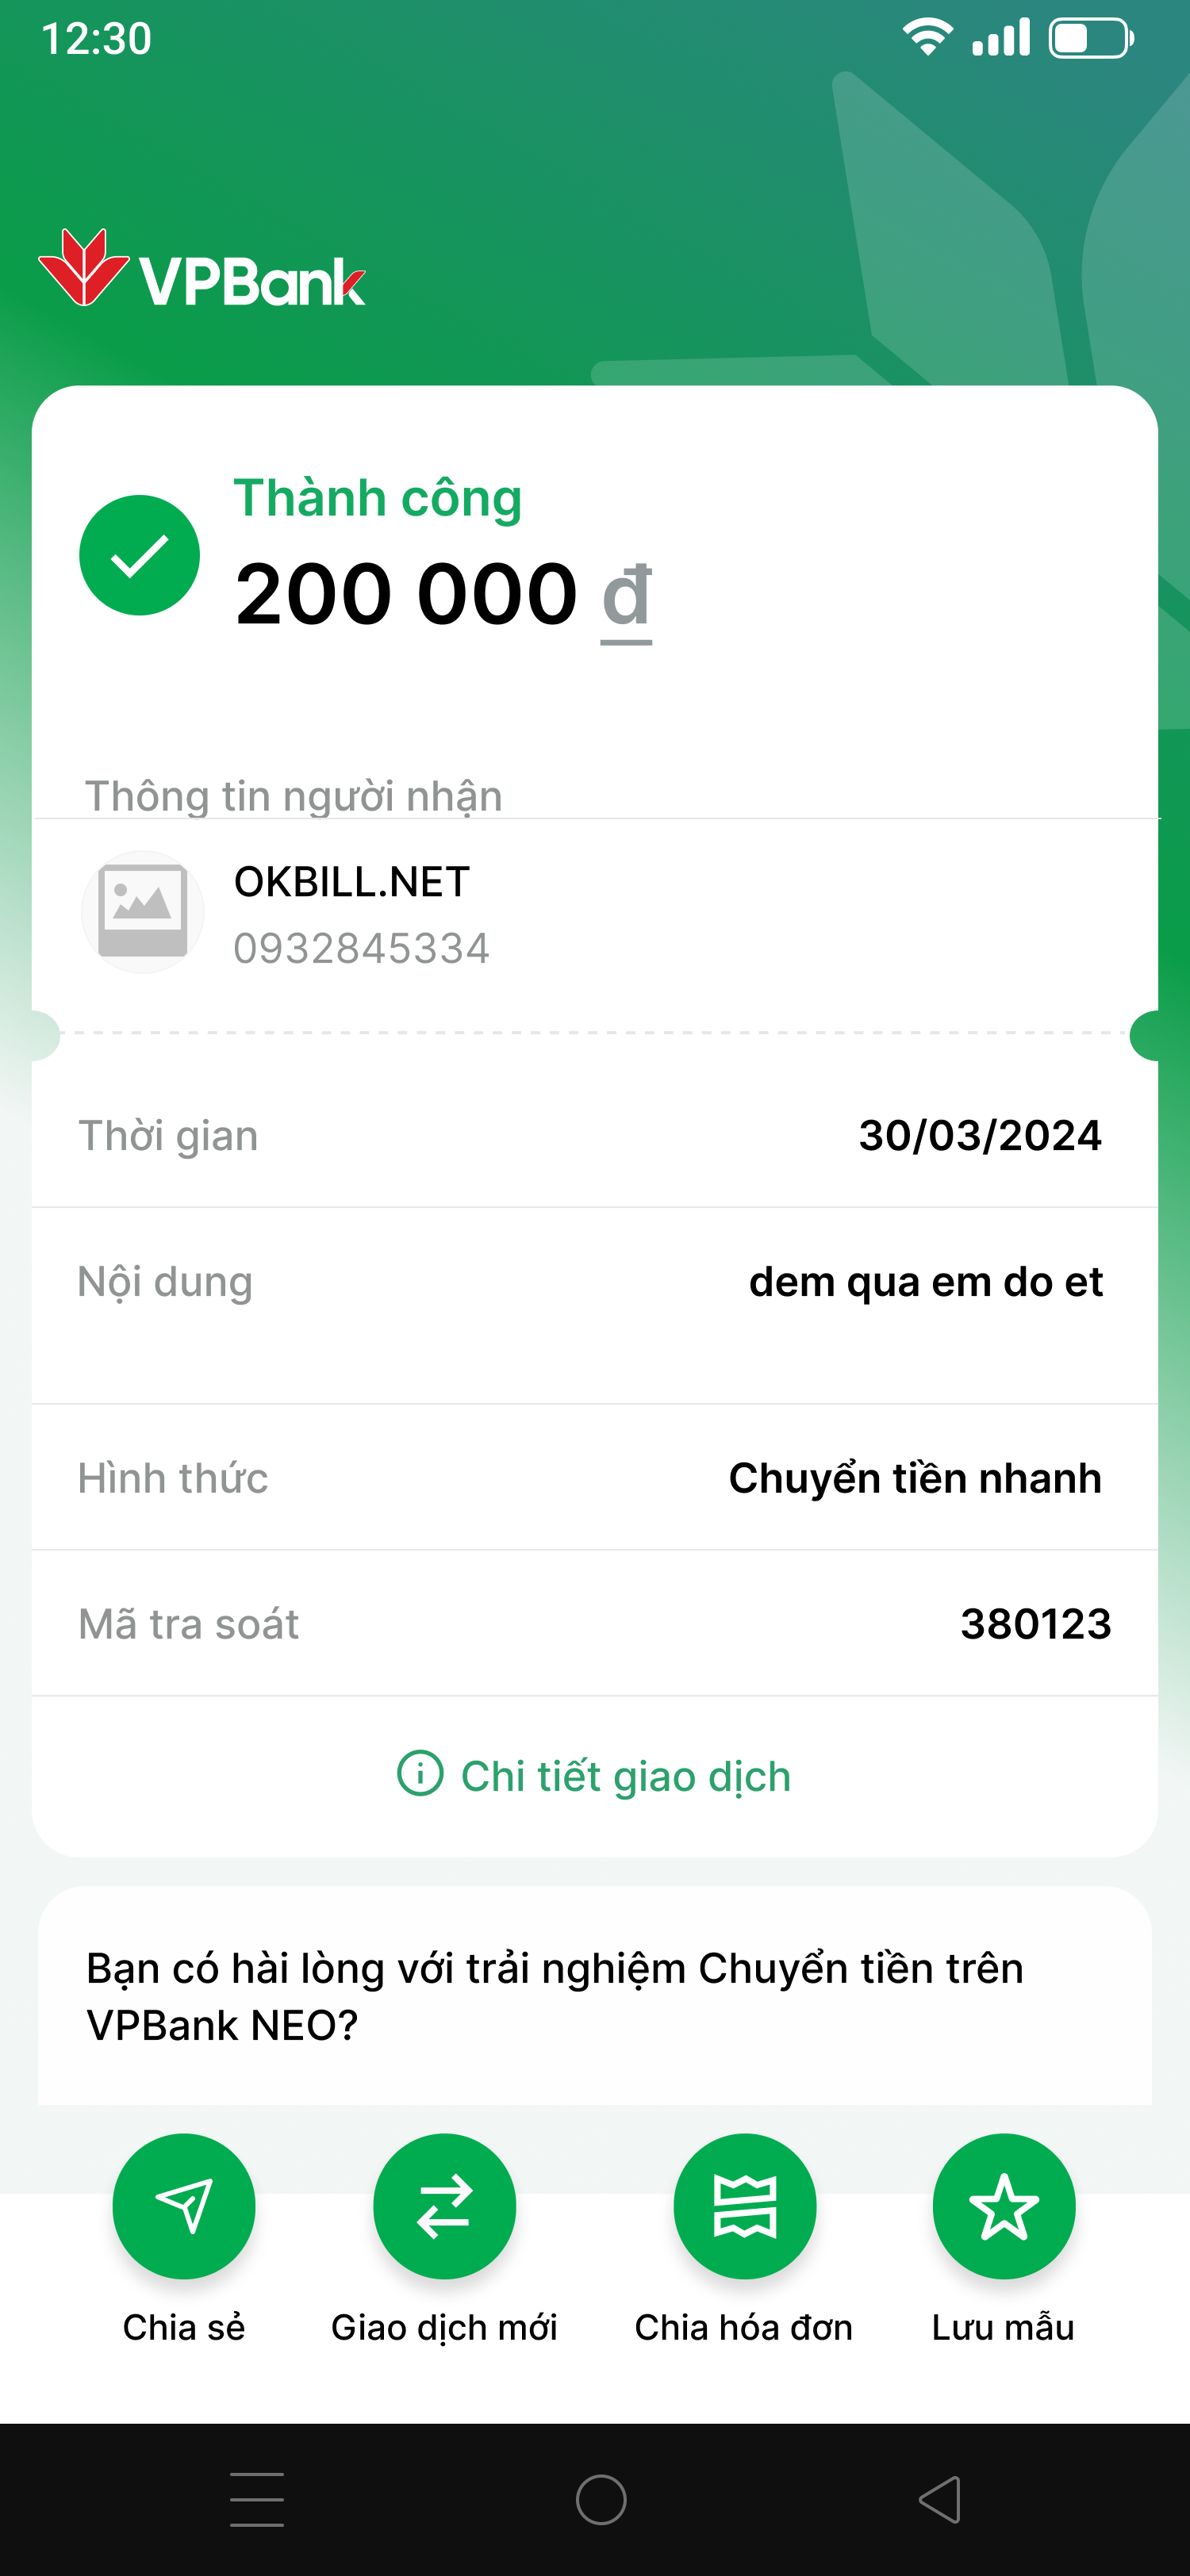 12:30
VPBank
Thành công
200 000 đ
Thông tin người nhận
OKBILL.NET
0932845334
Thời gian
30/03/2024
Nội dung
dem qua em do et
Hình thức
Chuyển tiền nhanh
Mã tra soát
380123
Chi tiết giao dịch
Bạn có hài lòng với trải nghiệm Chuyển tiền trên
VPBank NEO?
Chia sẻ
Giao dịch mới
Chia hóa đơn
Lưu mẫu